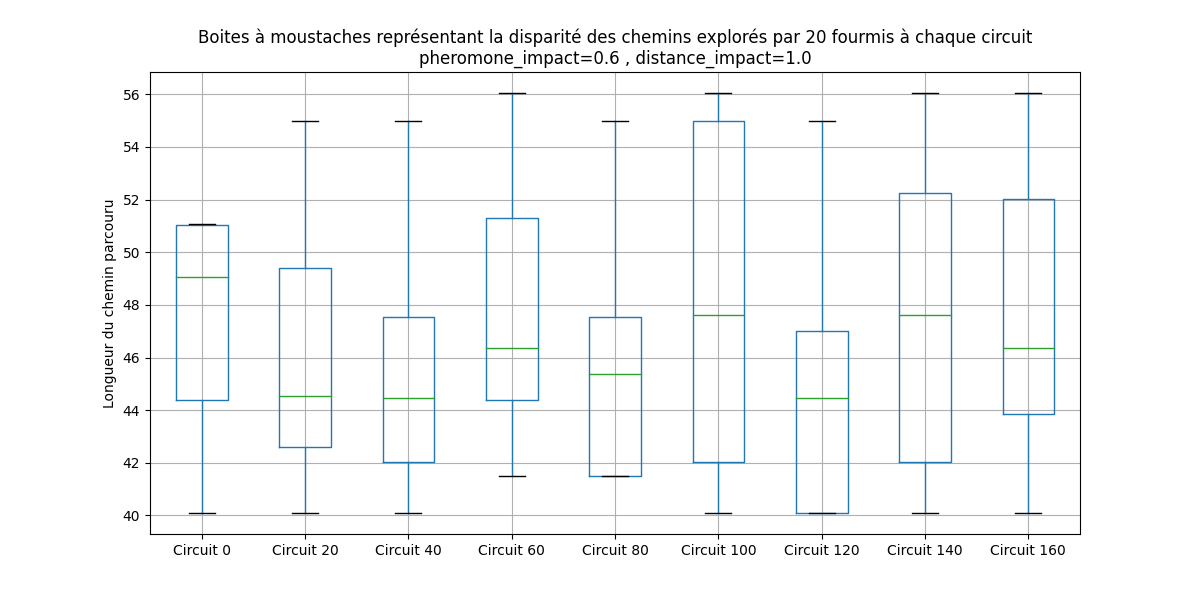 Boites à moustaches représentant la disparité des chemins explorés par 20 fourmis à chaque circuit
pheromone_impact=0.6 , distance_impact=1.0
Longueur du chemin parcouru
56
54
52
50
48
46
44
42
40
Circuit 0
Circuit 20
Circuit 40
Circuit 60
Circuit 80
Circuit 100
Circuit 120
Circuit 140
Circuit 160